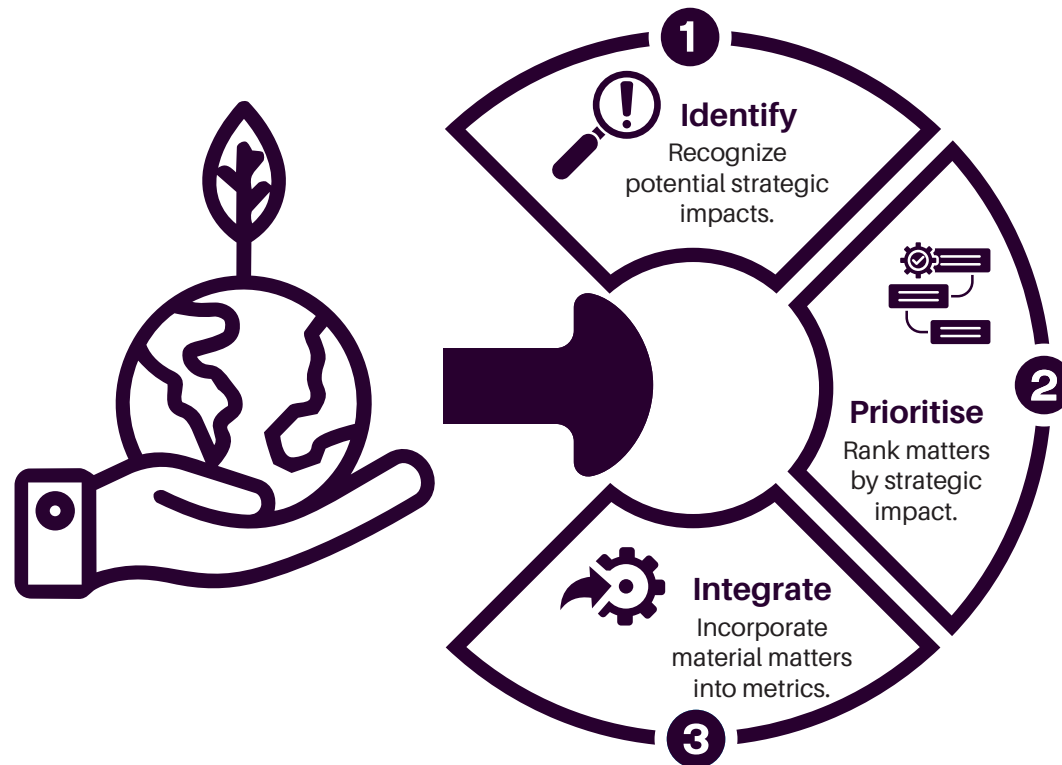 1
Identify
Recognize
potential strategic
impacts.
2
Prioritise
Rank matters
by strategic
impact.
Integrate
Incorporate
material matters
into metrics.
3